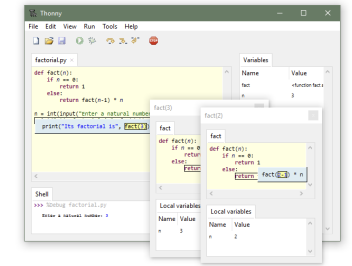 Thonny
File Edit View Run Tools Help
factorial.py
def fact(n):
if n == 0:
return 1
else:
return fact(n-1) * n
n = int(input("Enter a natural number
print("Its factorial is", fact(3)
Shell
>>> %Debug factorial.py
Enter a natural number: 3
Variables
Name Value
fact <function fact a
n 3
fact(3)
fact
def fact(n):
if n == 0:
retur
else:
return
Local variables
Name Value
n 3
fact(2)
fact
def fact(n):
if n == 0:
return 1
else:
return fact(n-1) * n
Local variables
Name Value
n 2